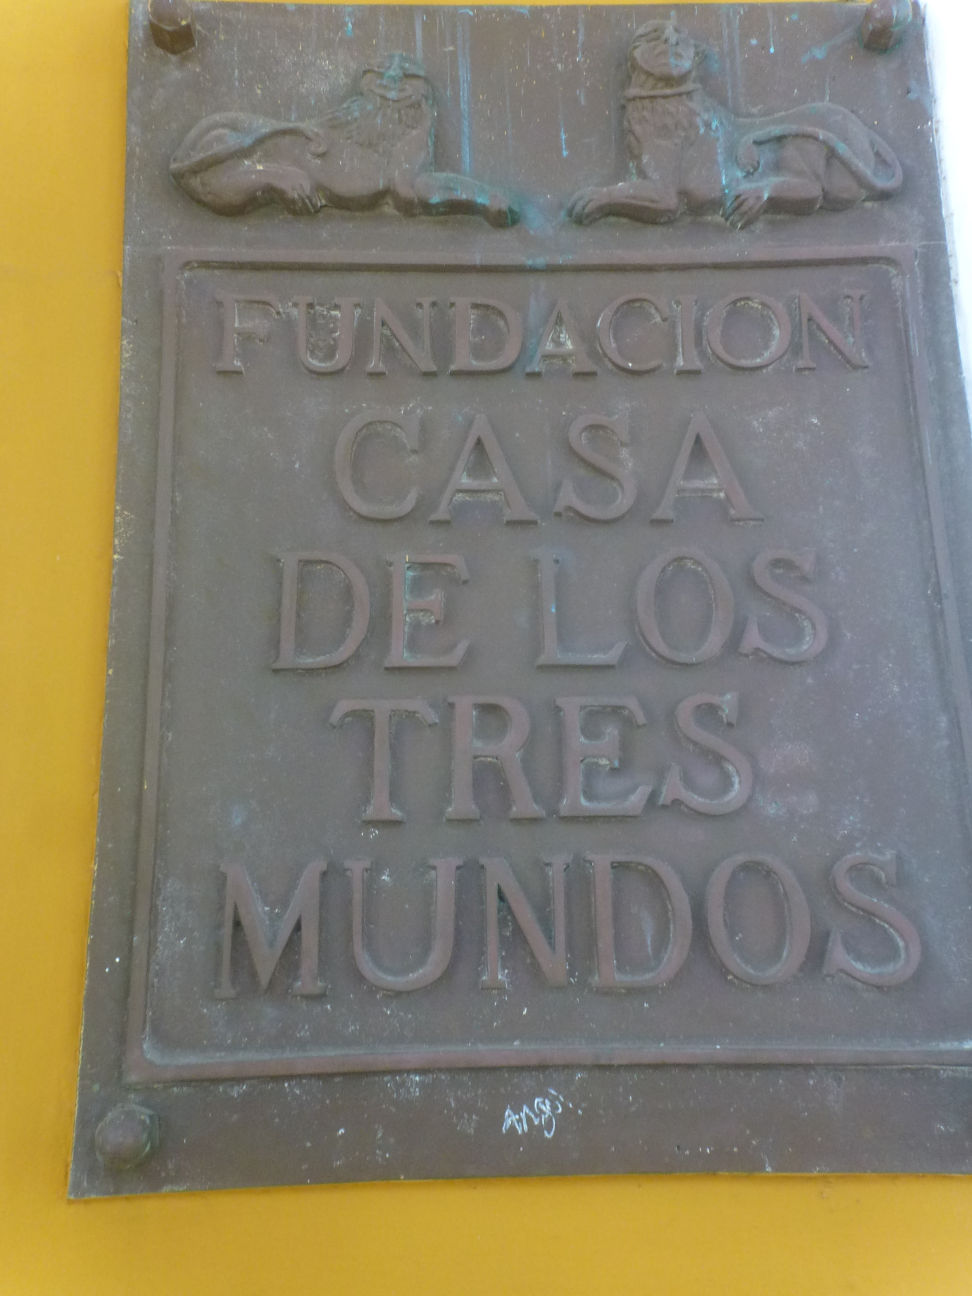 FUNDACION
CASA
DE LOS
TRES
MUNDOS